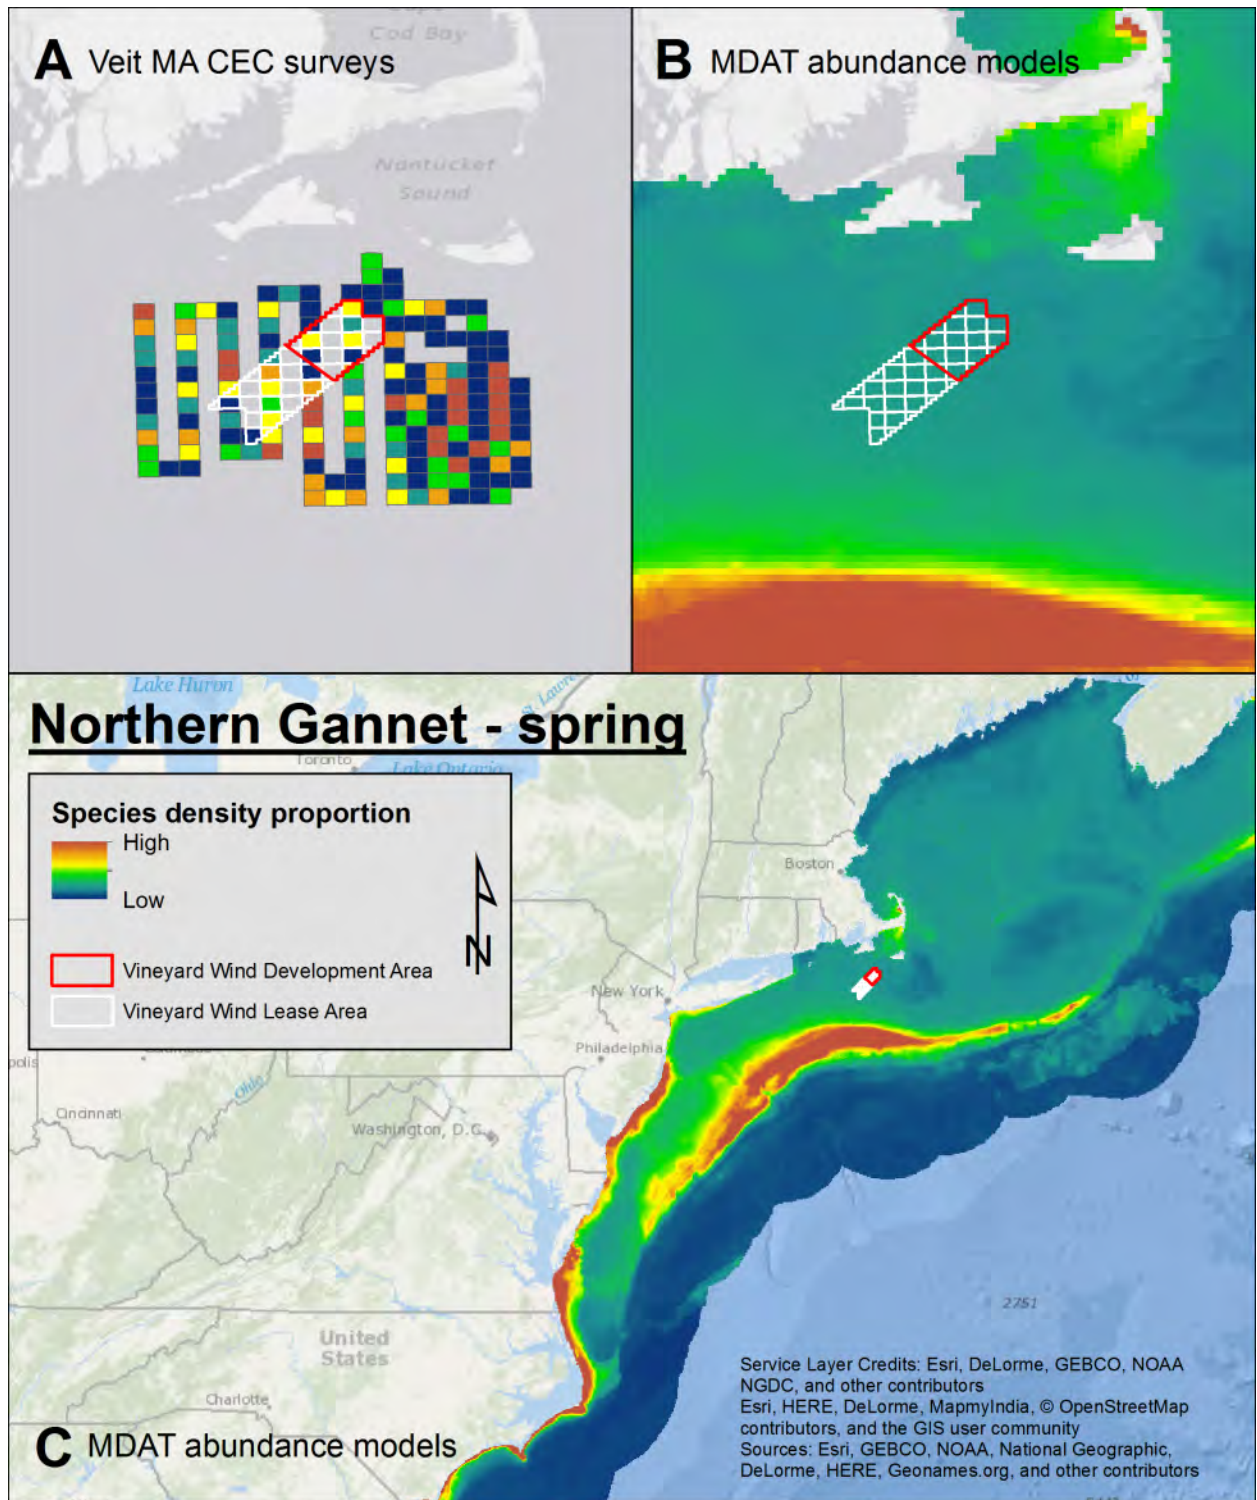 Cod Bay
A Veit MA CEC surveys
Nantucket
Sound
B MDAT abundance models
Lake Huron
St. Lawre
Northern Gannet - spring
Toronto
Lake Ontario
Species density proportion
High
Low
N
Vineyard Wind Development Area
Vineyard Wind Lease Area
Boston
New York
Philadelphia
polis
Columbus
Ohio
Cincinnati
Washington, D.C.
2751
United
States
Charlotte
Service Layer Credits: Esri, DeLorme, GEBCO, NOAA
NGDC, and other contributors
Esri, HERE, DeLorme, MapmyIndia, © OpenStreetMap
contributors, and the GIS user community
Sources: Esri, GEBCO, NOAA, National Geographic,
DeLorme, HERE, Geonames.org, and other contributors
C MDAT abundance models